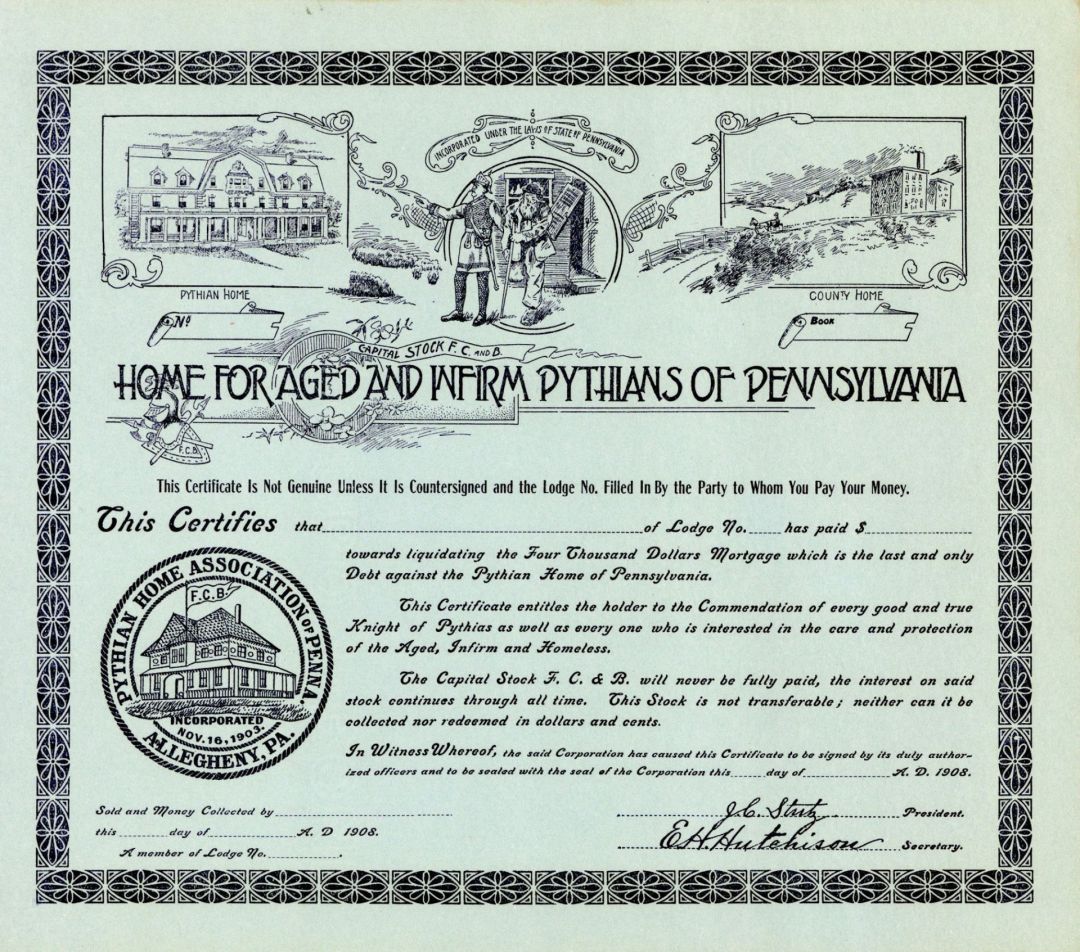 INCORPORATED UNDER THE LAWS OF STATE OF PENNSYLVANIA
PYTHIAN HOME
COUNTY HOME
No
BOOK
CAPITAL STOCK F. C. AND B.
HOME FOR AGED AND INFIRM PYTHIANS OF PENNSYLVANIA
F.C.B.
This Certificate Is Not Genuine Unless It Is Countersigned and the Lodge No. Filled In By the Party to Whom You Pay Your Money.
This Certifies that of Lodge No. has paid $
towards liquidating the Four Thousand Dollars Mortgage which is the last and only
Debt against the Pythian Home of Pennsylvania.
This Certificate entitles the holder to the Commendation of every good and true
Knight of Pythias as well as every one who is interested in the care and protection
of the Aged, Infirm and Homeless.
The Capital Stock F. C. & B. will never be fully paid, the interest on said
stock continues through all time. This Stock is not transferable; neither can it be
collected nor redeemed in dollars and cents.
In Witness Whereof, the said Corporation has caused this Certificate to be signed by its duly author-
ized officers and to be sealed with the seal of the Corporation this day of A. D. 1908.
PYTHIAN HOME ASSOCIATION OF PENNA.
F.C.B.
INCORPORATED
NOV. 16, 1903.
ALLEGHENY, PA.
Sold and Money Collected by
this day of A. D 1908.
A member of Lodge No. .
J.C. Stutz President.
E.H. Hutchison Secretary.